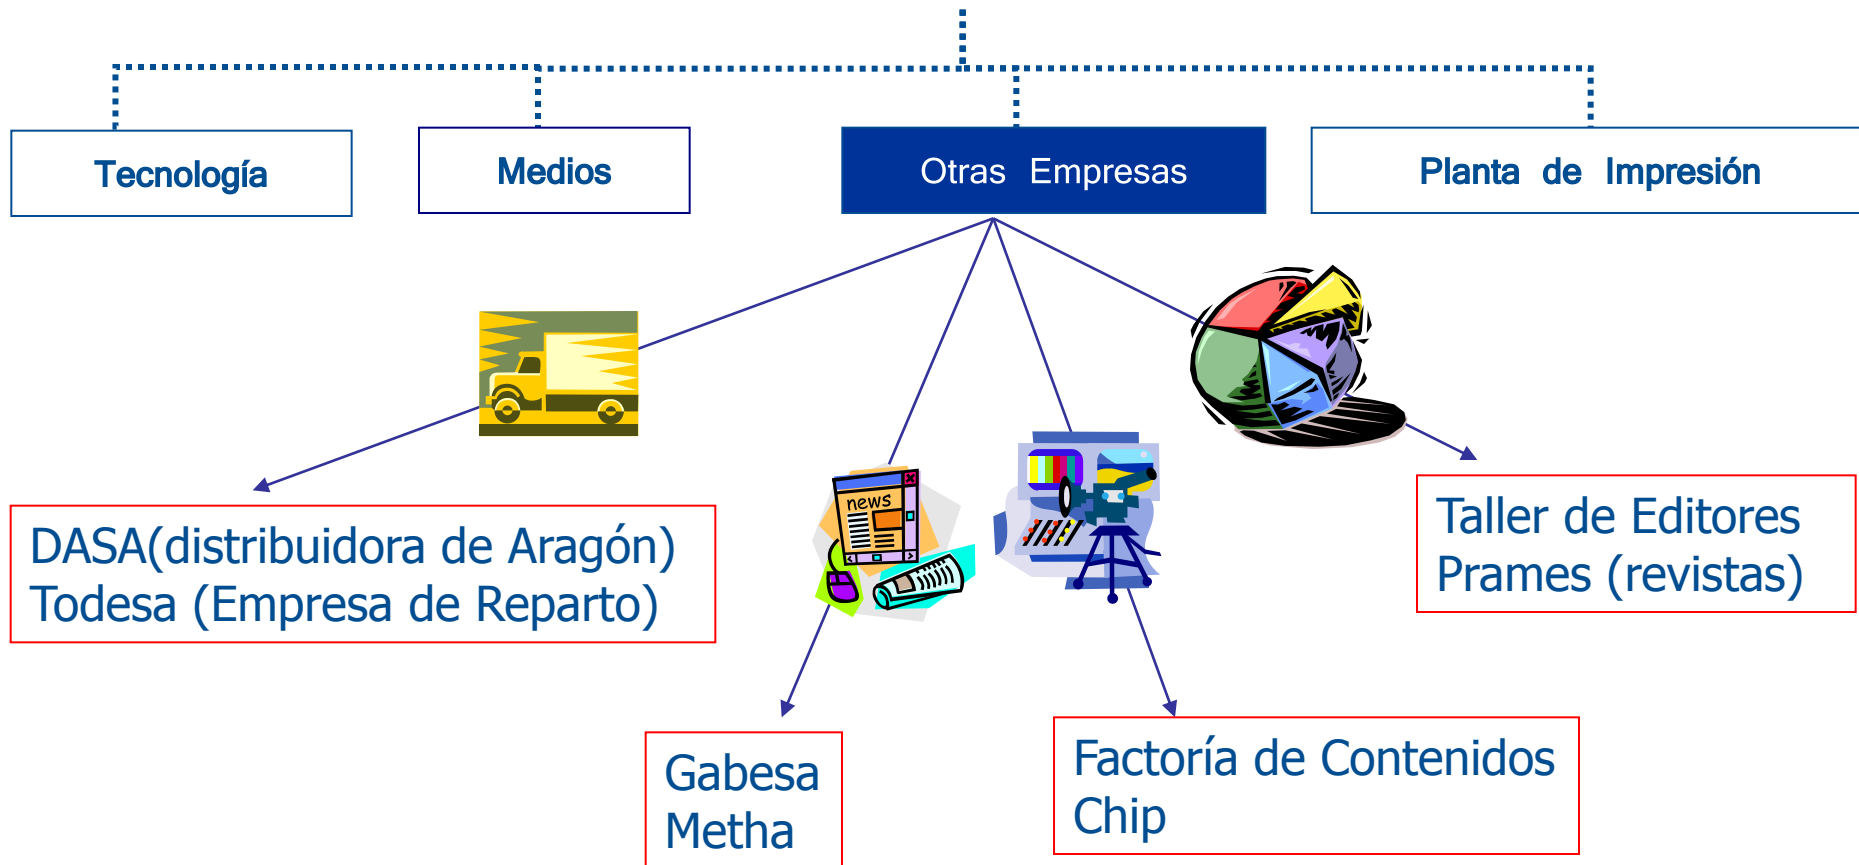 Tecnología
Medios
Otras Empresas
Planta de Impresión
news
DASA(distribuidora de Aragón)
Todesa (Empresa de Reparto)
Taller de Editores
Prames (revistas)
Gabesa
Metha
Factoría de Contenidos
Chip